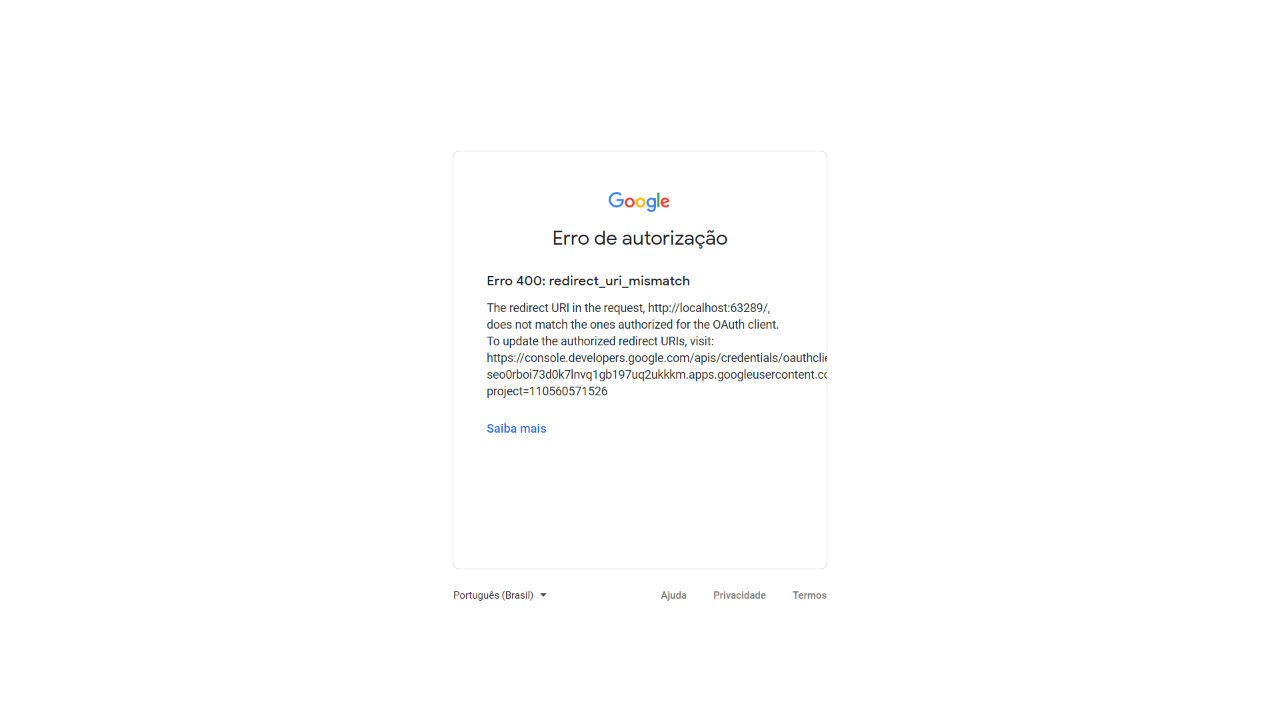 Google
Erro de autorização
Erro 400: redirect_uri_mismatch
The redirect URI in the request, http://localhost:63289/,
does not match the ones authorized for the OAuth client.
To update the authorized redirect URIs, visit:
https://console.developers.google.com/apis/credentials/oauthclie
seo0rboi73d0k7lnvq1gb197uq2ukkkm.apps.googleusercontent.co
project=110560571526
Saiba mais
Português (Brasil)
Ajuda Privacidade Termos